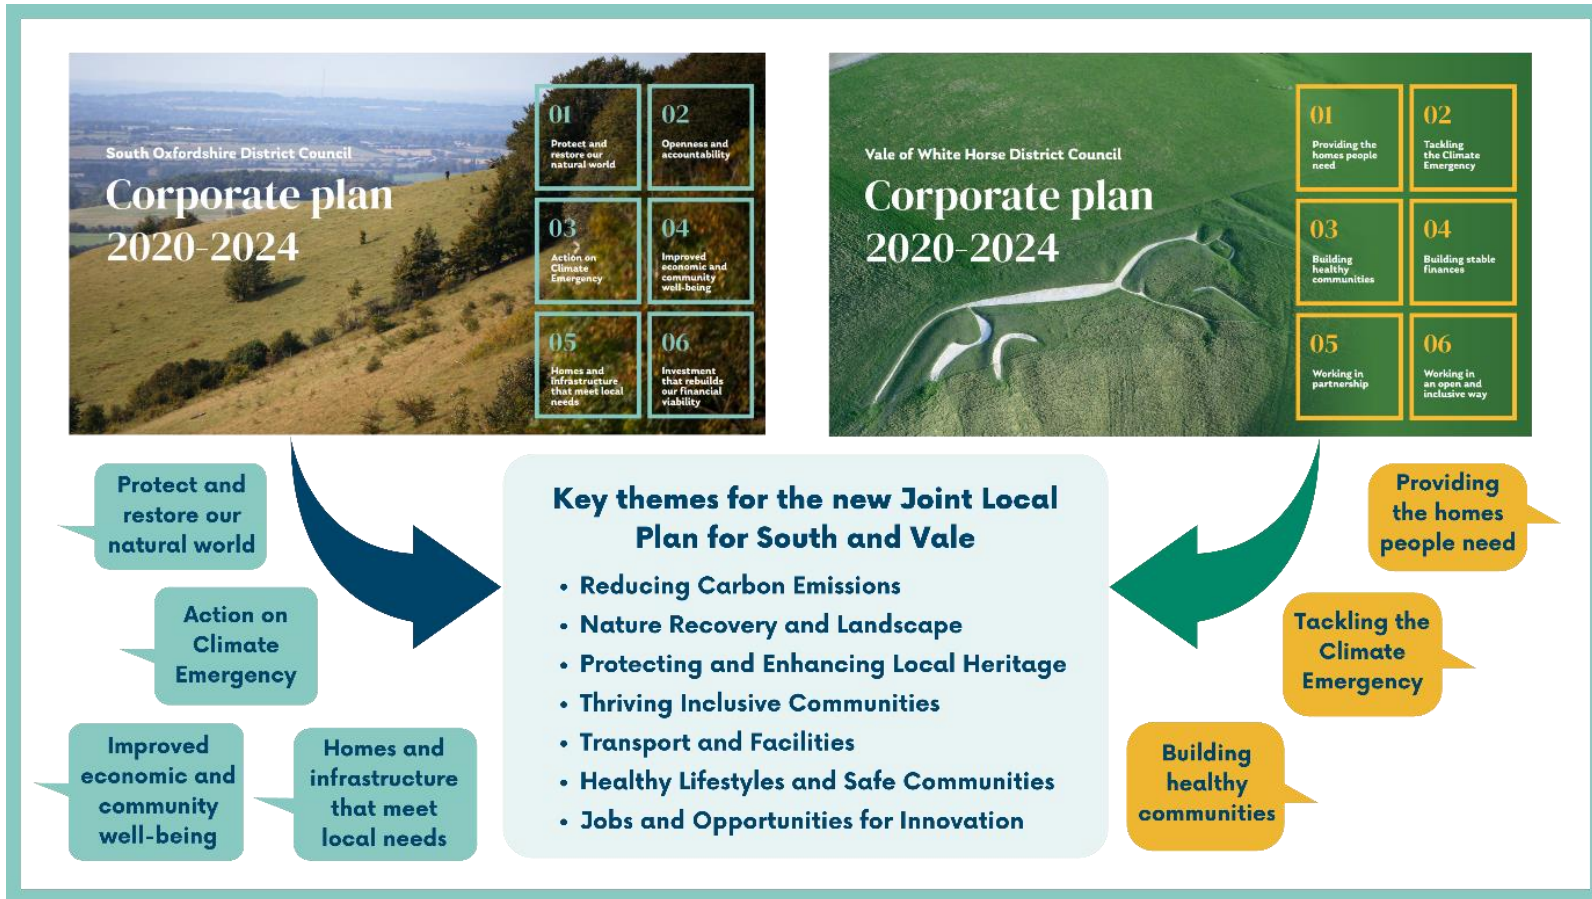 South Oxfordshire District Council
Corporate plan
2020-2024
01
Protect and
restore our
natural world
02
Openness and
accountability
03
Action on
Climate
Emergency
04
Improved
economic and
community
well-being
05
Homes and
infrastructure
that meet local
needs
06
Investment
that rebuilds
our financial
viability
Vale of White Horse District Council
Corporate plan
2020-2024
01
Providing the
homes people
need
02
Tackling
the Climate
Emergency
03
Building
healthy
communities
04
Building stable
finances
05
Working in
partnership
06
Working in
an open and
inclusive way
Protect and
restore our
natural world
Action on
Climate
Emergency
Improved
economic and
community
well-being
Homes and
infrastructure
that meet
local needs
Key themes for the new Joint Local
Plan for South and Vale
• Reducing Carbon Emissions
• Nature Recovery and Landscape
• Protecting and Enhancing Local Heritage
• Thriving Inclusive Communities
• Transport and Facilities
• Healthy Lifestyles and Safe Communities
• Jobs and Opportunities for Innovation
Providing
the homes
people need
Tackling the
Climate
Emergency
Building
healthy
communities